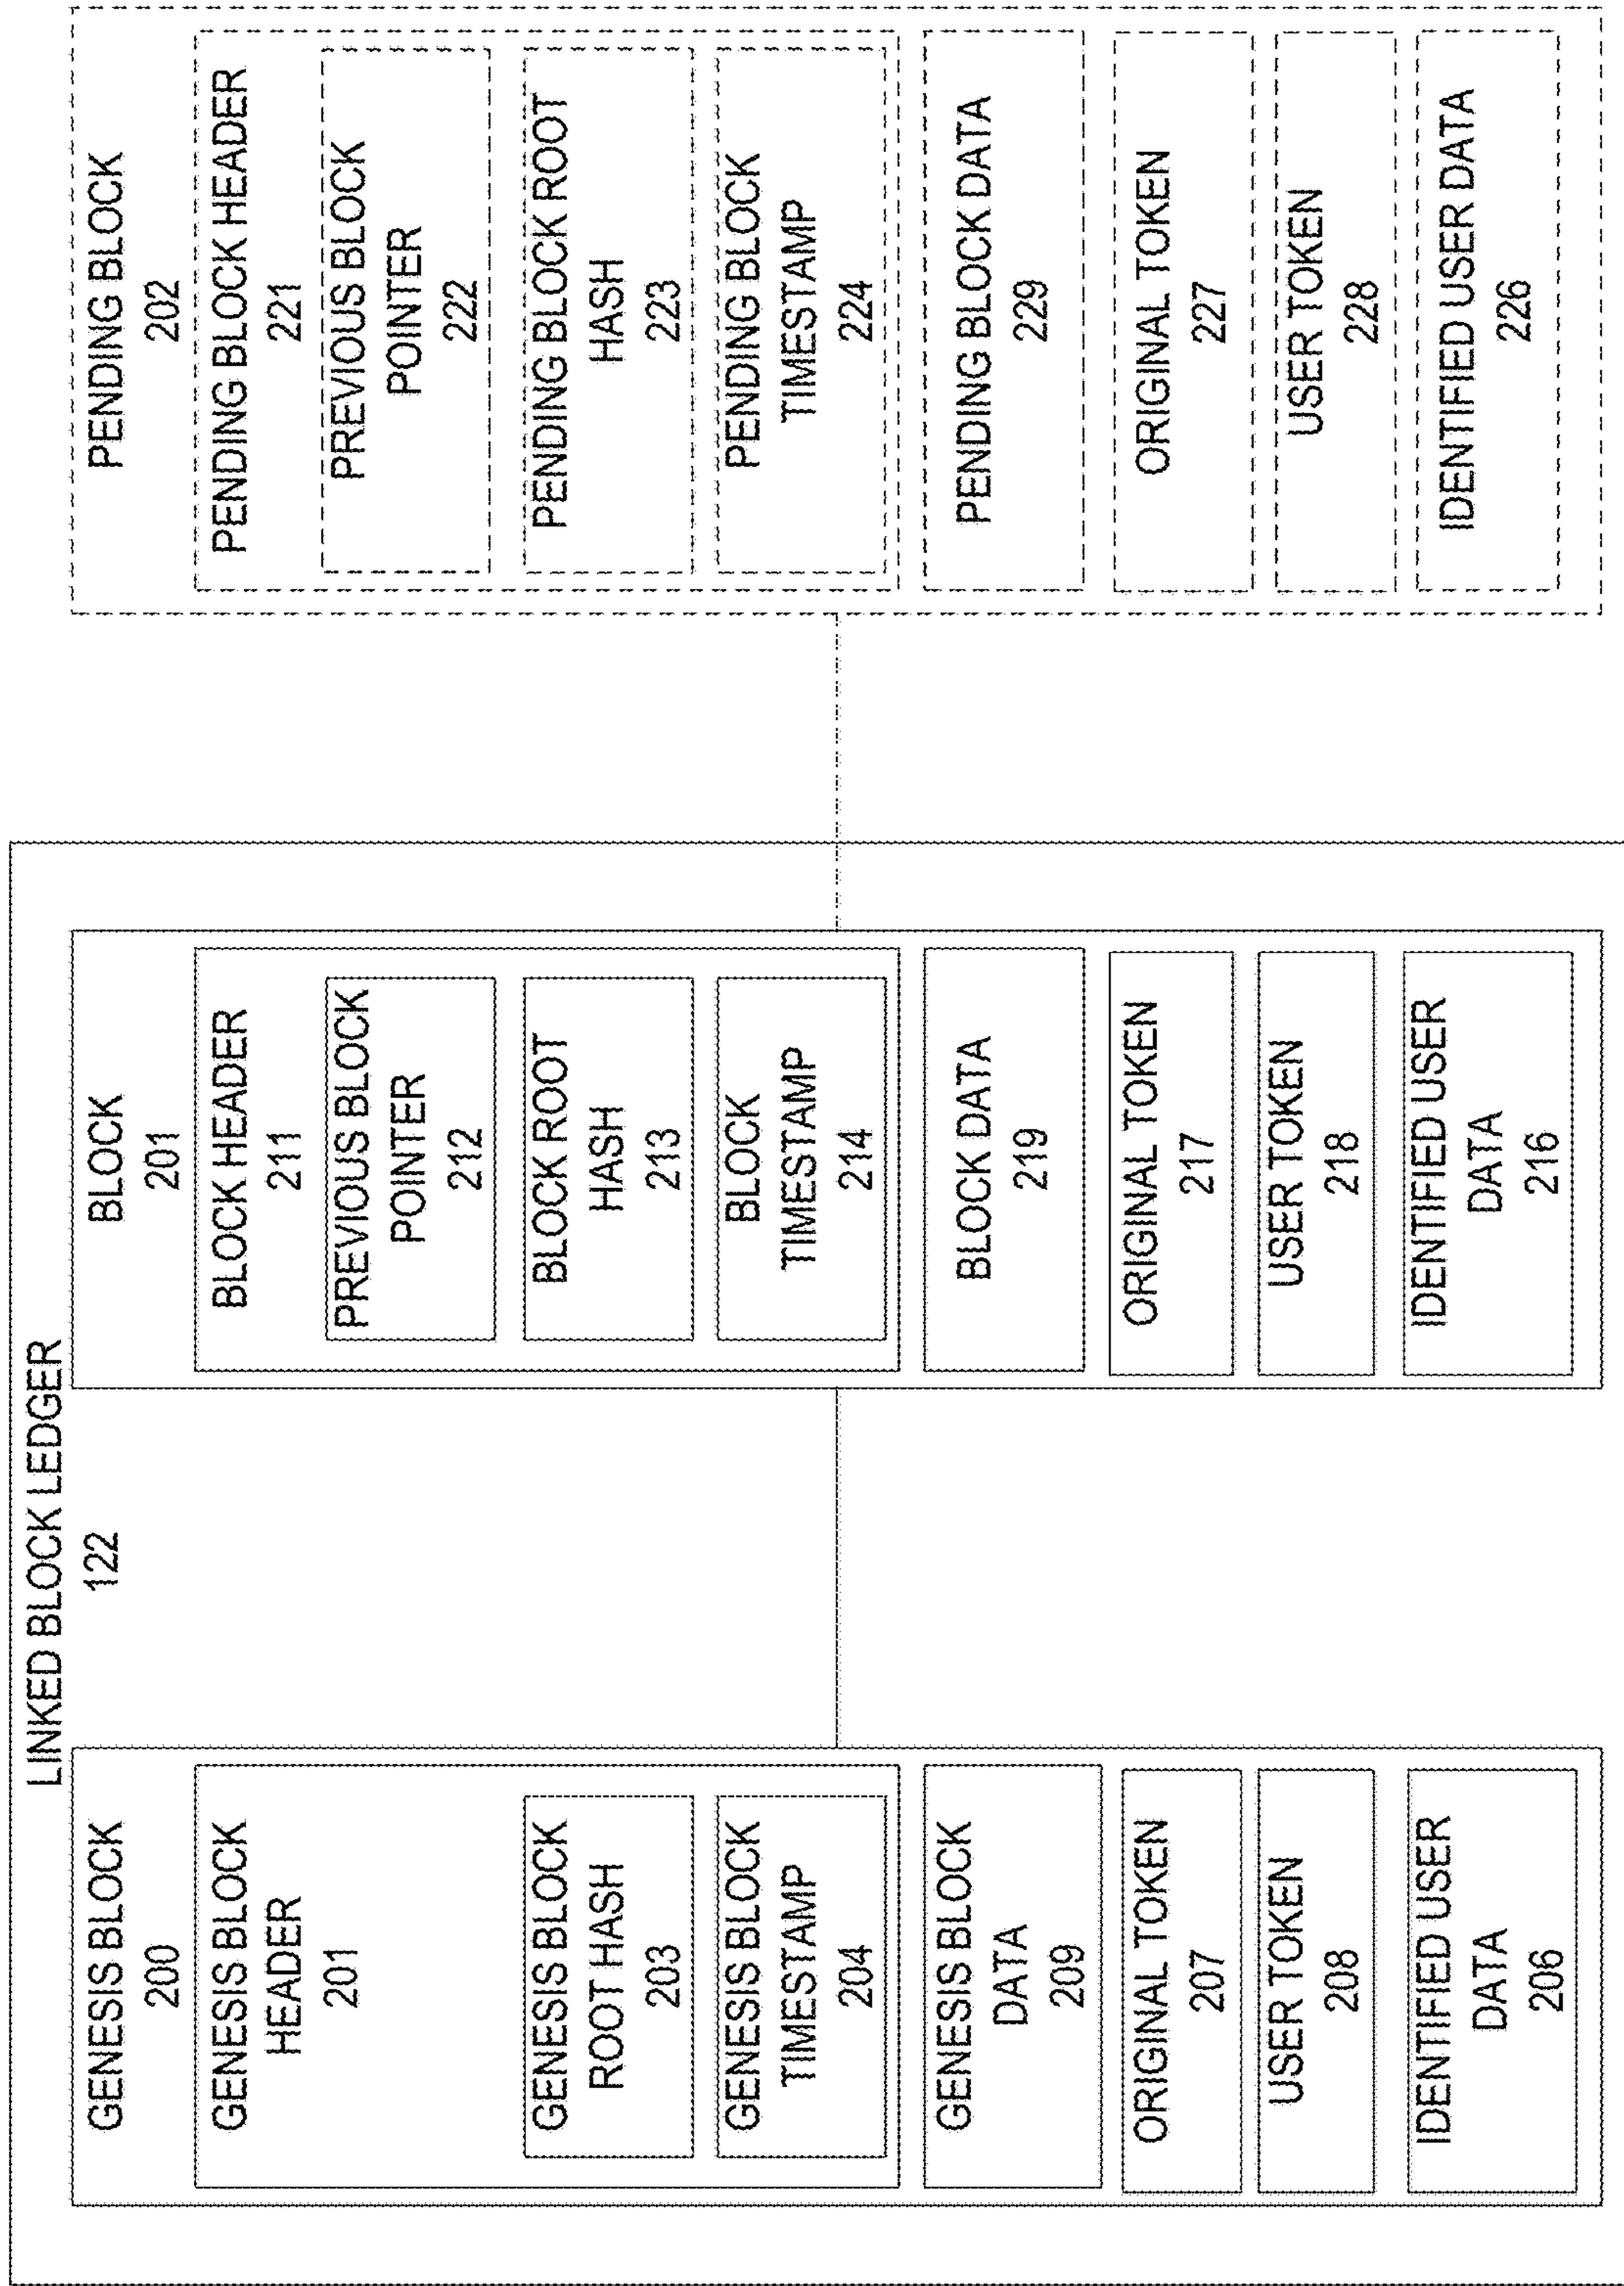 LINKED BLOCK LEDGER
122
GENESIS BLOCK
200
GENESIS BLOCK
HEADER
201
GENESIS BLOCK
ROOT HASH
203
GENESIS BLOCK
TIMESTAMP
204
GENESIS BLOCK
DATA
209
ORIGINAL TOKEN
207
USER TOKEN
208
IDENTIFIED USER
DATA
206
BLOCK
201
BLOCK HEADER
211
PREVIOUS BLOCK
POINTER
212
BLOCK ROOT
HASH
213
BLOCK
TIMESTAMP
214
BLOCK DATA
219
ORIGINAL TOKEN
217
USER TOKEN
218
IDENTIFIED USER
DATA
216
PENDING BLOCK
202
PENDING BLOCK HEADER
221
PREVIOUS BLOCK
POINTER
222
PENDING BLOCK ROOT
HASH
223
PENDING BLOCK
TIMESTAMP
224
PENDING BLOCK DATA
229
ORIGINAL TOKEN
227
USER TOKEN
228
IDENTIFIED USER DATA
226